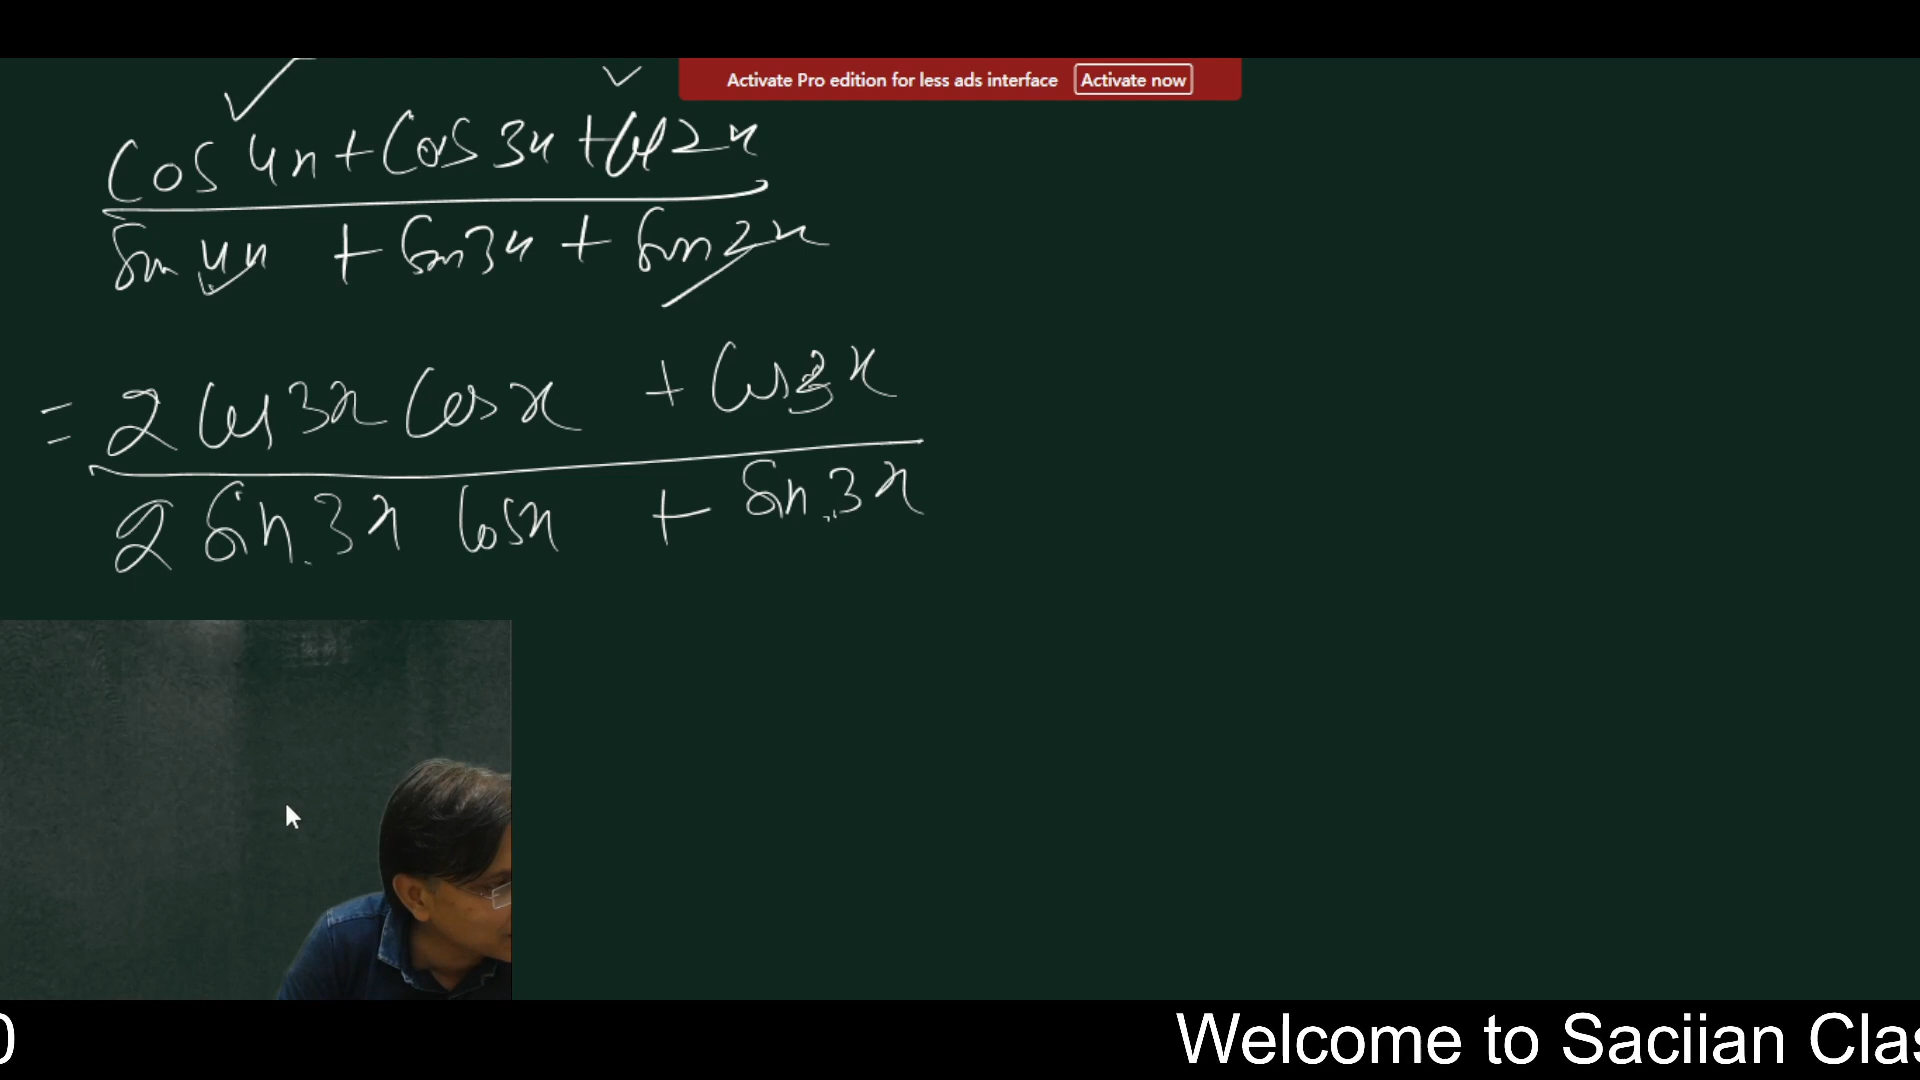 Activate Pro edition for less ads interface Activate now
Cos 4x + Cos 3x + Cos 2x
Sin 4x + Sin 3x + Sin 2x
= 2 Cos 3x Cos x + Cos 3x
2 Sin 3x Cos x + Sin 3x
0 Welcome to Saciian Clas